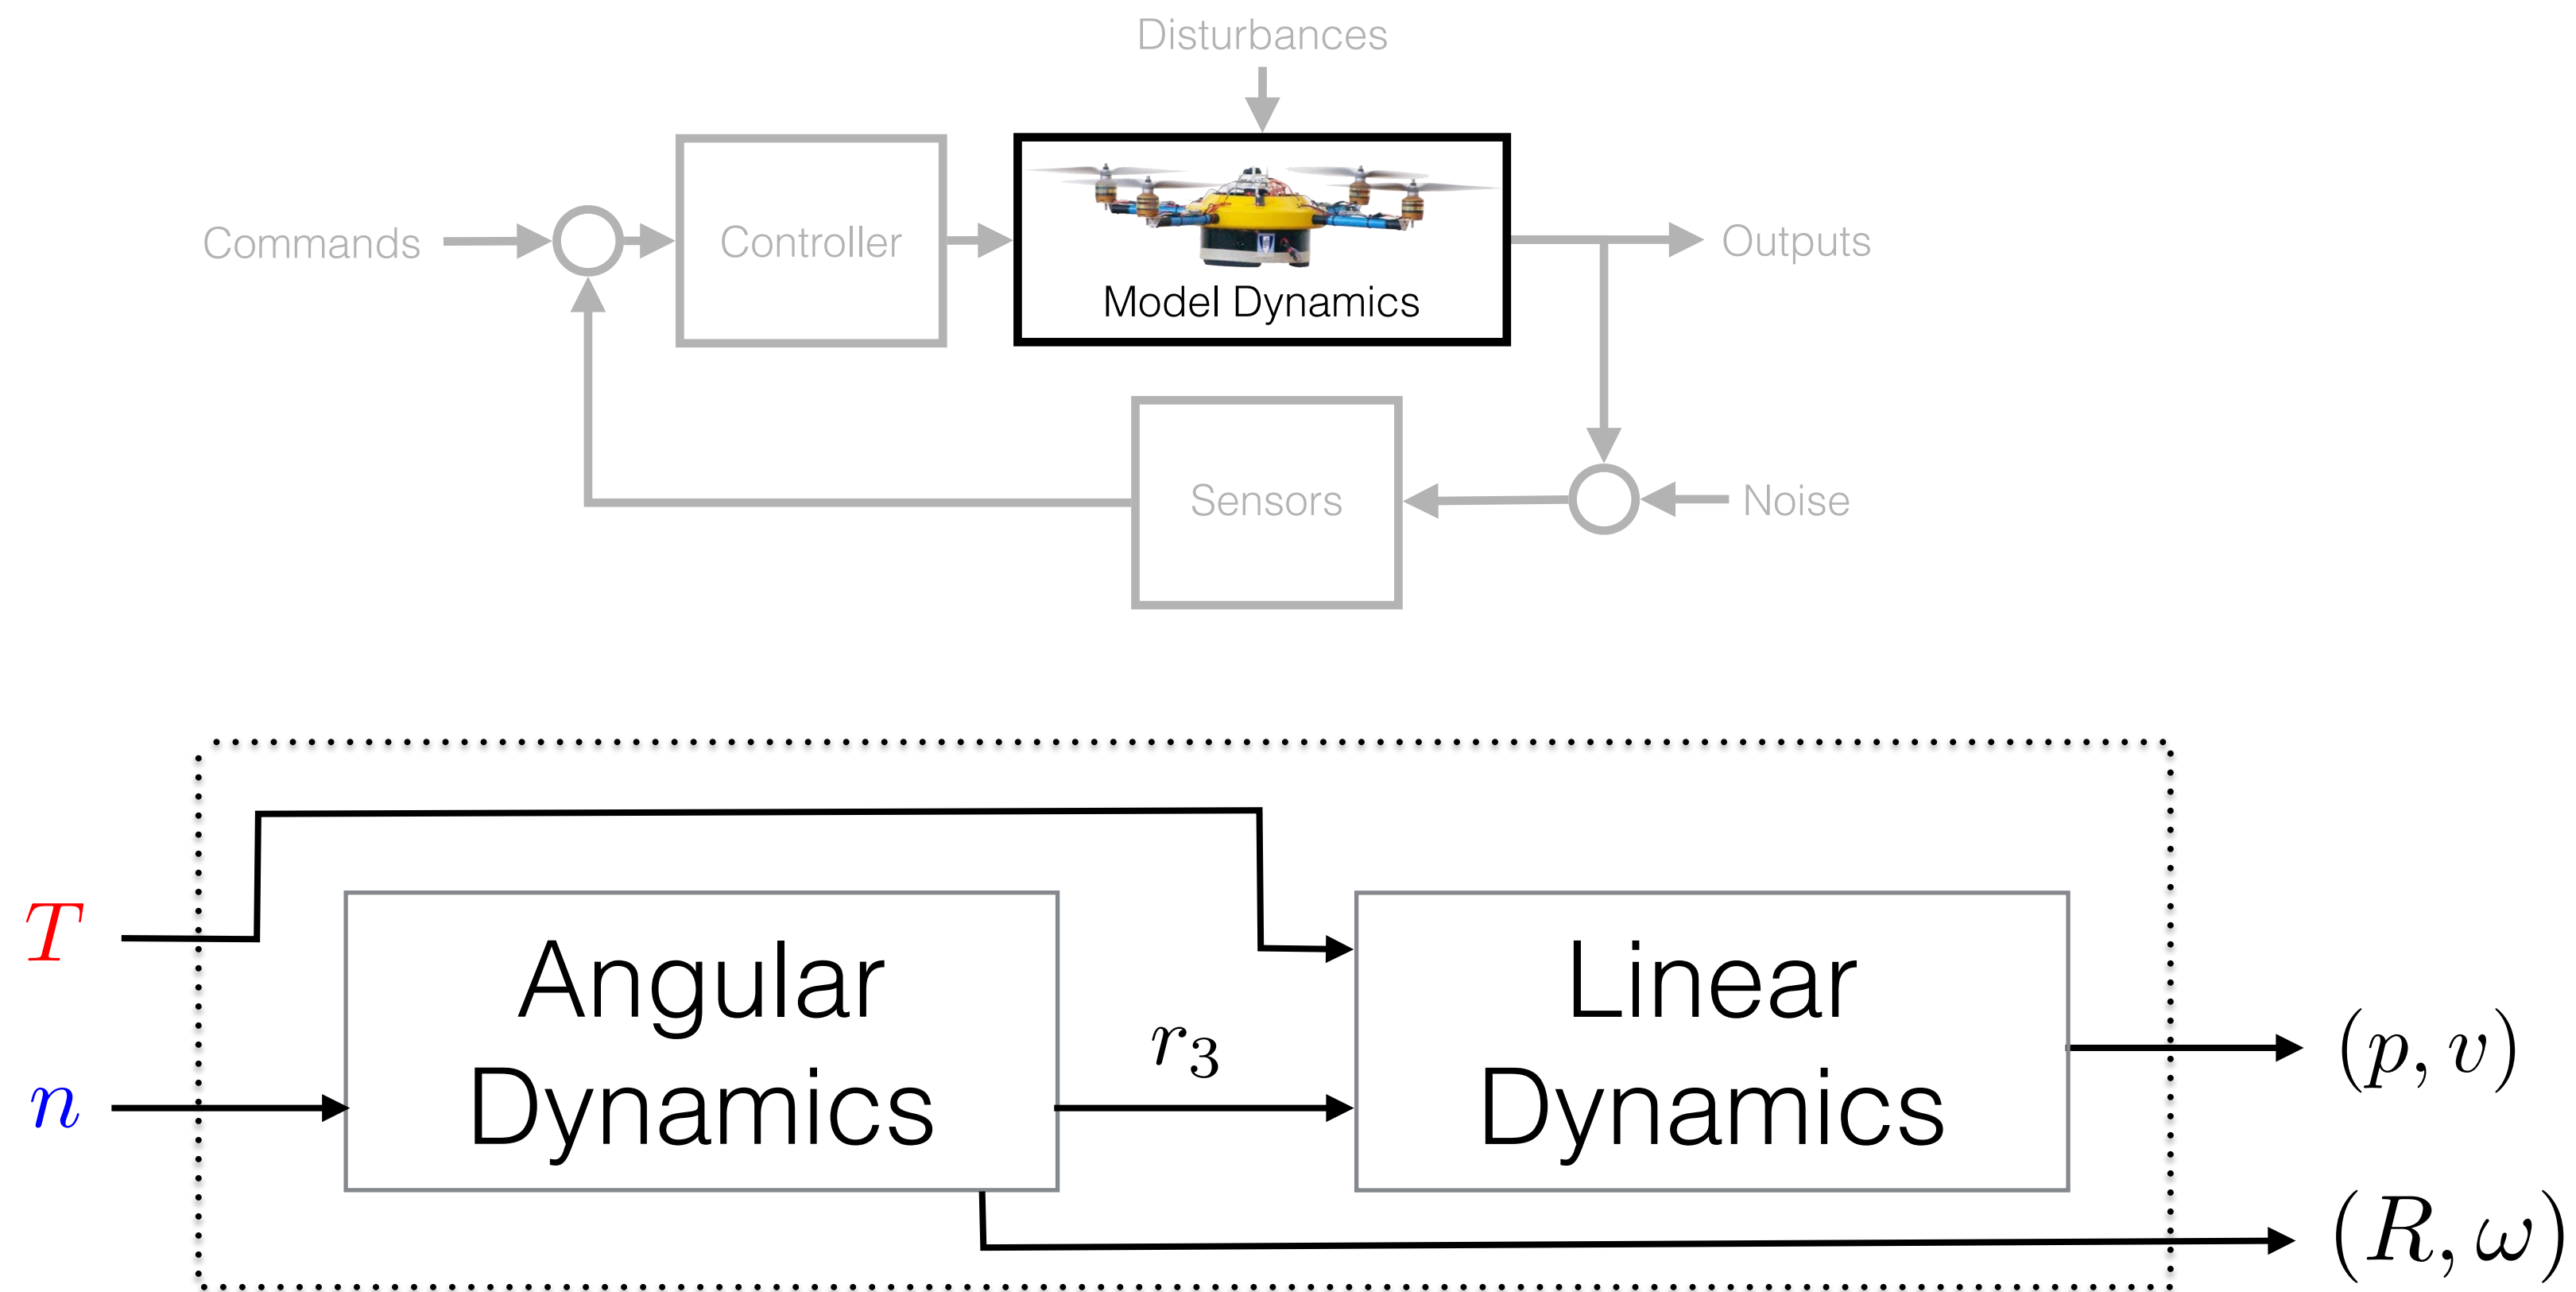 Disturbances
Commands
Controller
Model Dynamics
Outputs
Sensors
Noise
T
n
Angular
Dynamics
r₃
Linear
Dynamics
(p, v)
(R, ω)